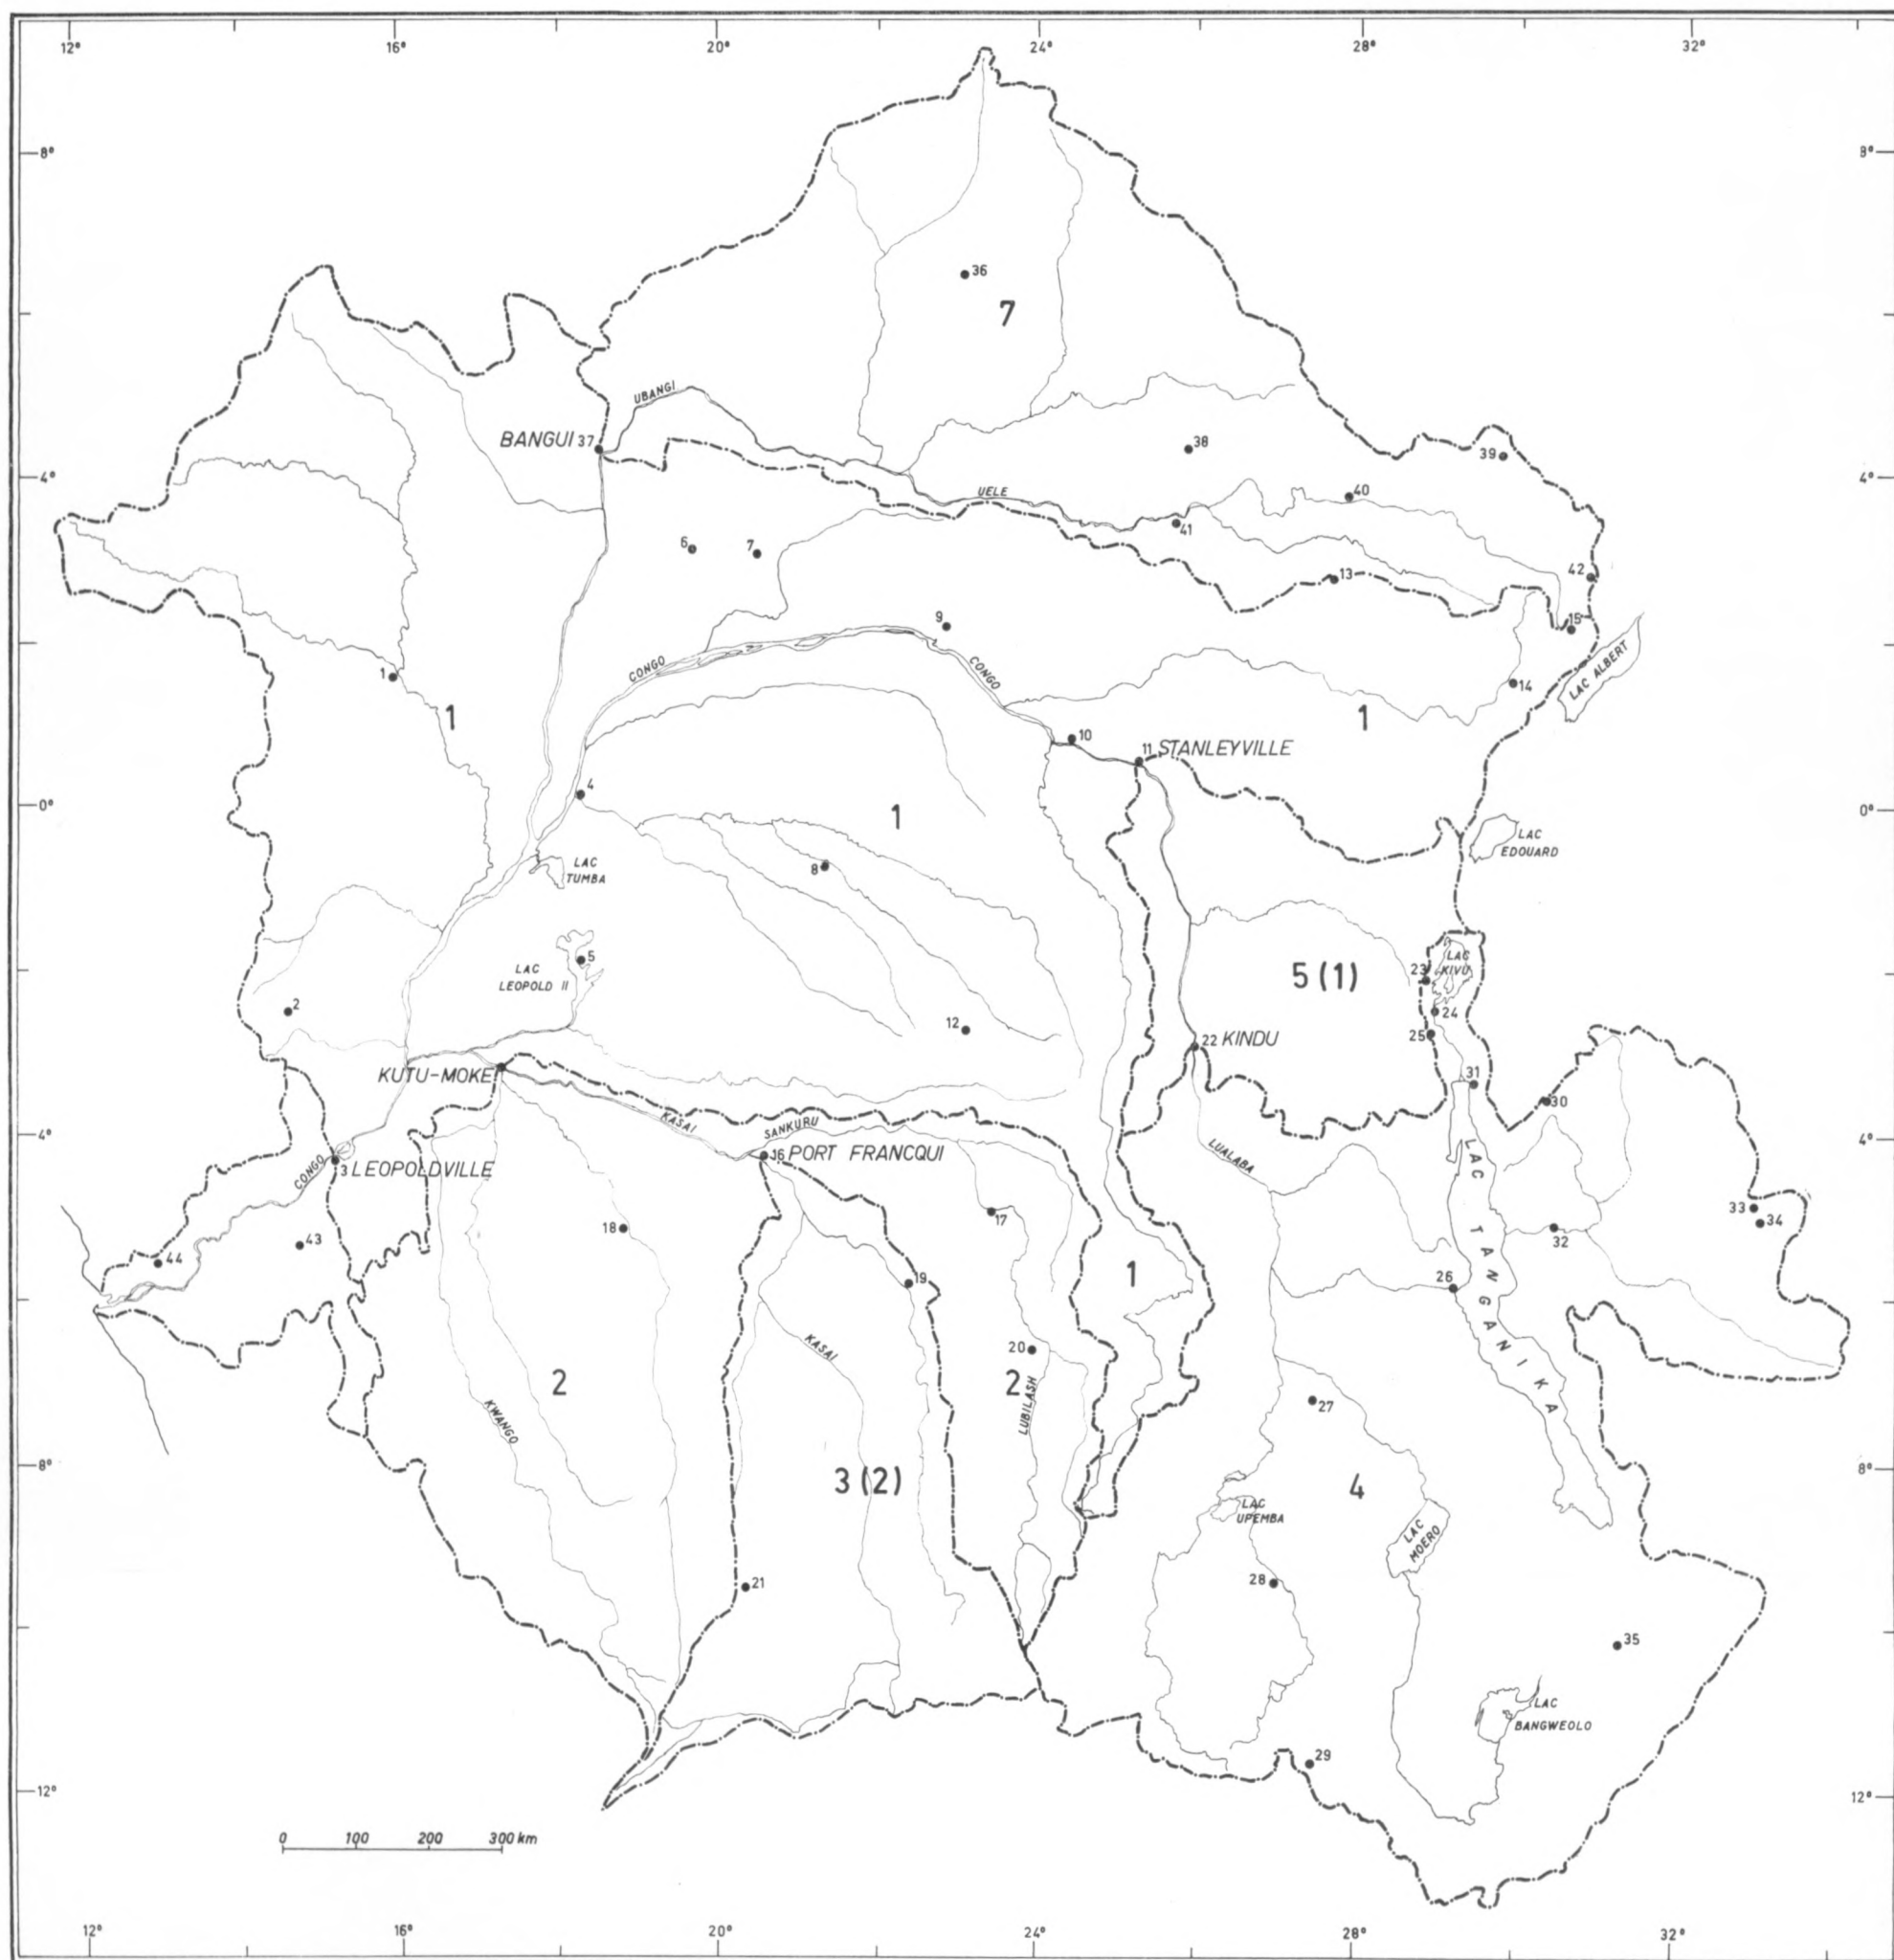 12° 16° 20° 24° 28° 32°
8° 8°
36
7
UBANGI
BANGUI 37
38
39
4° 4°
UELE
40
41
6
7
13
42
9
15
CONGO
CONGO
LAC ALBERT
1
14
1
1
10
11 STANLEYVILLE
4
0° 0°
1
LAC
EDOUARD
LAC
TUMBA
8
5
LAC
LEOPOLD II
LAC
KIVU
23
5 (1)
2
24
12
25
22 KINDU
KUTU-MOKE
31
30
KASAI
SANKURU
4° 4°
16 PORT FRANCQUI
LUALABA
CONGO
3 LEOPOLDVILLE
LAC TANGANIKA
17
33
34
18
32
43
44
1
26
19
KASAI
20
2
2
LUBILASH
KWANGO
27
8° 8°
3 (2)
4
LAC
UPEMBA
LAC
MOERO
21
28
35
LAC
BANGWEOLO
29
12° 12°
0 100 200 300 km
12° 16° 20° 24° 28° 32°